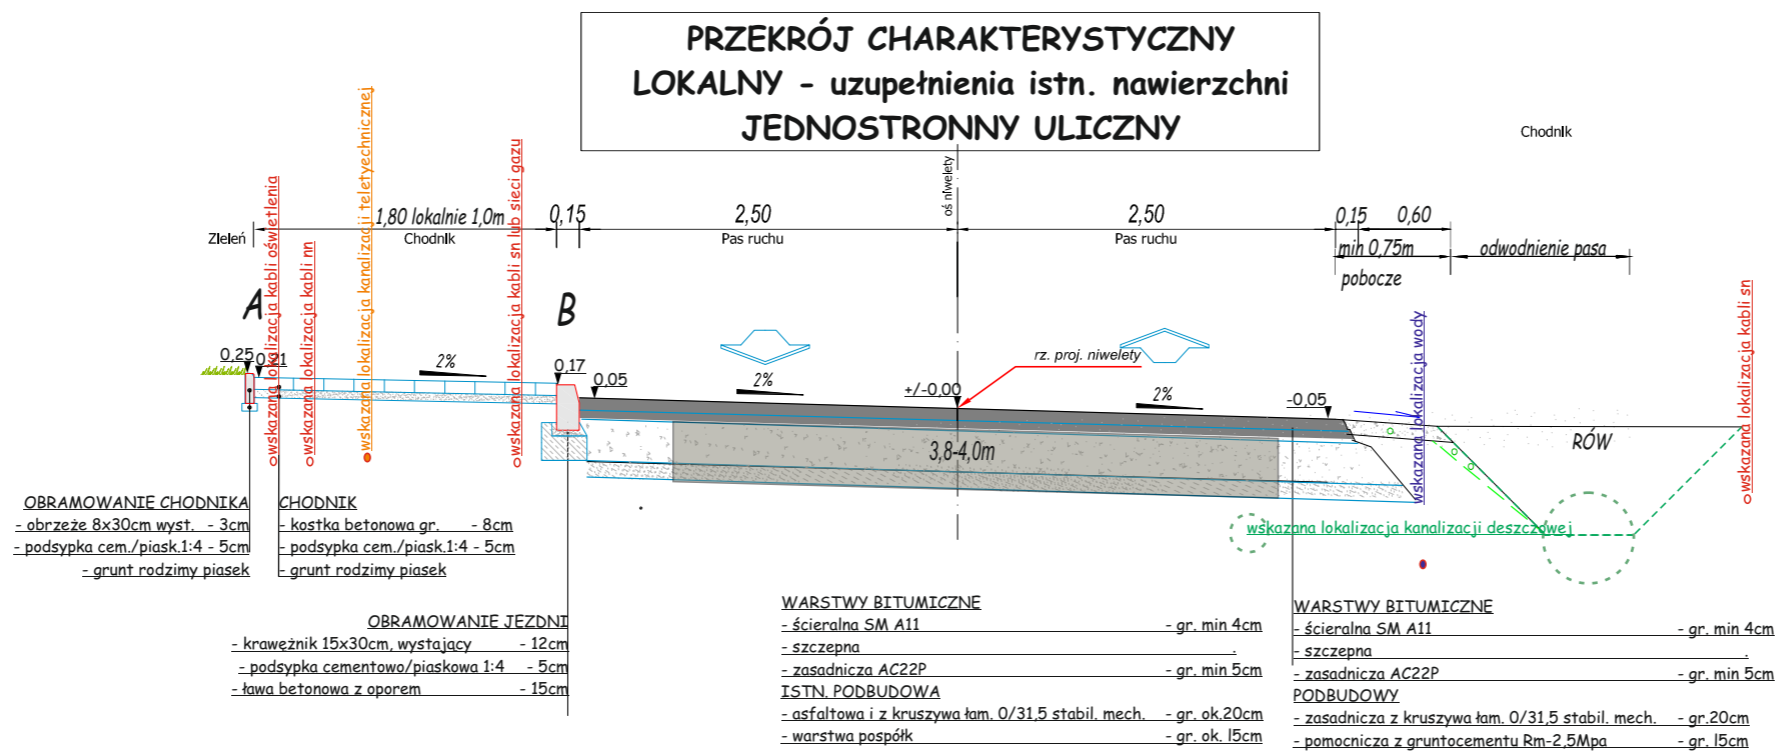 PRZEKRÓJ CHARAKTERYSTYCZNY
LOKALNY - uzupełnienia istn. nawierzchni
JEDNOSTRONNY ULICZNY
Chodnik
oś niwelety
1,80 lokalnie 1,0m
0,15
2,50
2,50
0,15
0,60
Zieleń
Chodnik
Pas ruchu
Pas ruchu
min 0,75m
pobocze
odwodnienie pasa
wskazana lokalizacja kabli oświetlenia
wskazana lokalizacja kabli nn
wskazana lokalizacja kanalizacji teletyechnicznej
wskazana lokalizacja kabli sn lub sieci gazu
wskazana lokalizacja wody
wskazana lokalizacja kabli sn
A
B
0,25
0,21
2%
0,17
0,05
2%
+/-0,00
rz. proj. niwelety
2%
-0,05
RÓW
3,8-4,0m
wskazana lokalizacja kanalizacji deszczowej
OBRAMOWANIE CHODNIKA
- obrzeże 8x30cm wyst. - 3cm
- podsypka cem./piask.1:4 - 5cm
- grunt rodzimy piasek
CHODNIK
- kostka betonowa gr. - 8cm
- podsypka cem./piask.1:4 - 5cm
- grunt rodzimy piasek
OBRAMOWANIE JEZDNI
- krawężnik 15x30cm, wystający - 12cm
- podsypka cementowo/piaskowa 1:4 - 5cm
- ława betonowa z oporem - 15cm
WARSTWY BITUMICZNE
- ścieralna SM A11 - gr. min 4cm
- szczepna .
- zasadnicza AC22P - gr. min 5cm
ISTN. PODBUDOWA
- asfaltowa i z kruszywa łam. 0/31,5 stabil. mech. - gr. ok.20cm
- warstwa pospółk - gr. ok. 15cm
WARSTWY BITUMICZNE
- ścieralna SM A11 - gr. min 4cm
- szczepna .
- zasadnicza AC22P - gr. min 5cm
PODBUDOWY
- zasadnicza z kruszywa łam. 0/31,5 stabil. mech. - gr.20cm
- pomocnicza z gruntocementu Rm-2,5Mpa - gr. 15cm